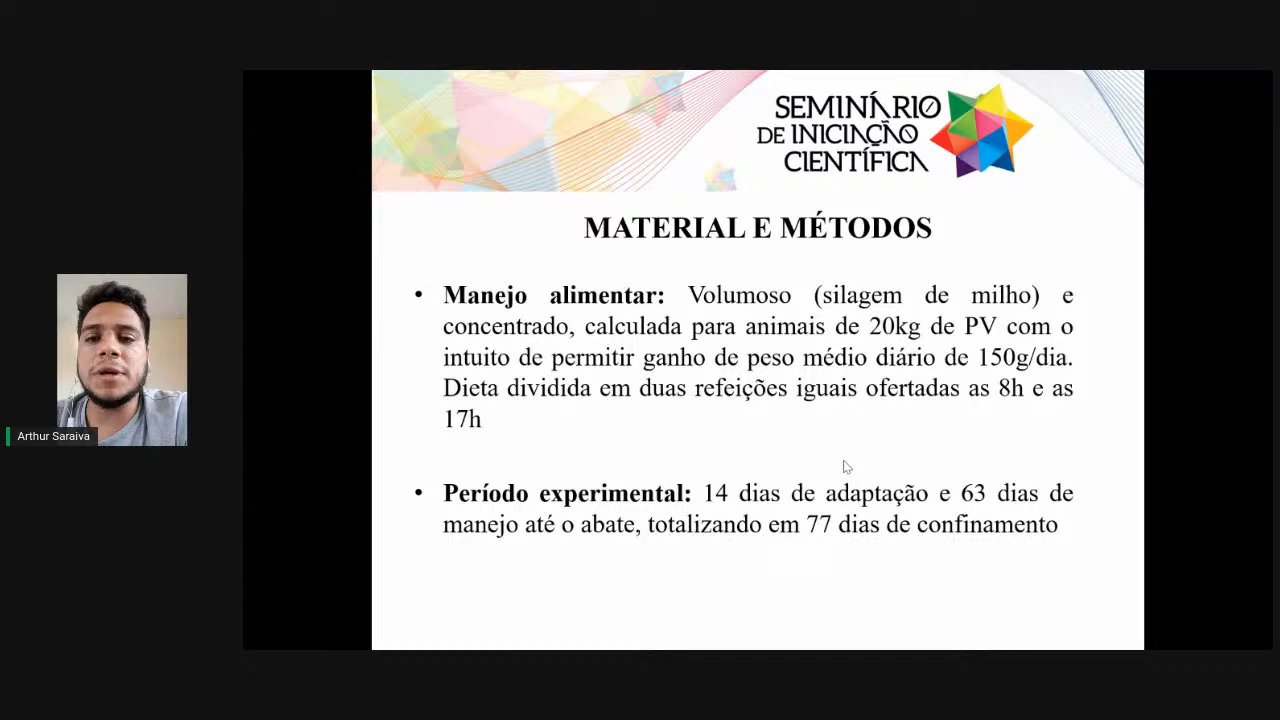 SEMINÁRIO
DE INICIAÇÃO
CIENTÍFICA
MATERIAL E MÉTODOS
• Manejo alimentar: Volumoso (silagem de milho) e
concentrado, calculada para animais de 20kg de PV com o
intuito de permitir ganho de peso médio diário de 150g/dia.
Dieta dividida em duas refeições iguais ofertadas as 8h e as
17h
Arthur Saraiva
• Período experimental: 14 dias de adaptação e 63 dias de
manejo até o abate, totalizando em 77 dias de confinamento